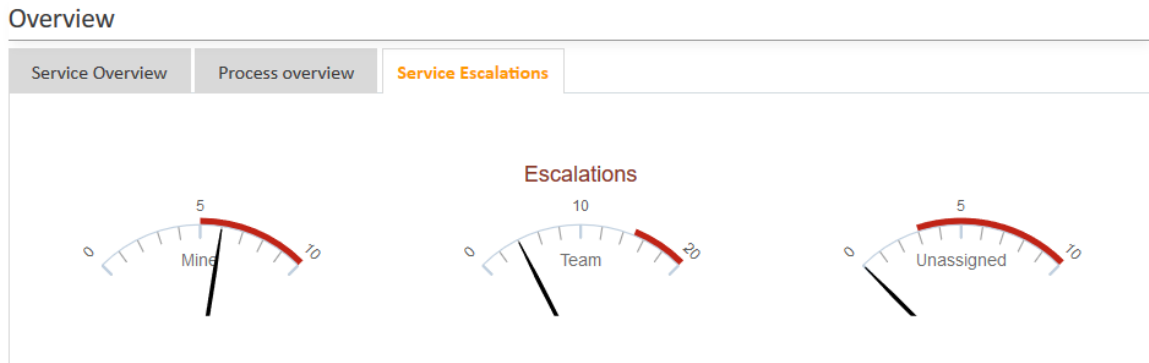 Overview
Service Overview Process overview Service Escalations
Escalations
5 10 5
0 10 0 20 0 10
Mine Team Unassigned